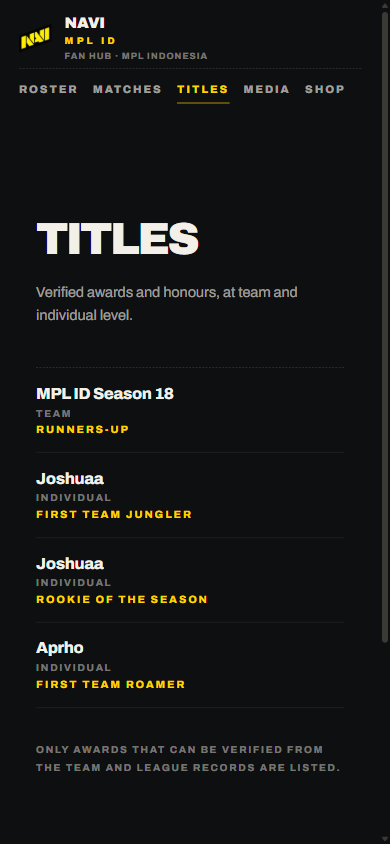 NAVI
NAVI
MPL ID
FAN HUB · MPL INDONESIA
ROSTER MATCHES TITLES MEDIA SHOP
TITLES
Verified awards and honours, at team and
individual level.
MPL ID Season 18
TEAM
RUNNERS-UP
Joshuaa
INDIVIDUAL
FIRST TEAM JUNGLER
Joshuaa
INDIVIDUAL
ROOKIE OF THE SEASON
Aprho
INDIVIDUAL
FIRST TEAM ROAMER
ONLY AWARDS THAT CAN BE VERIFIED FROM
THE TEAM AND LEAGUE RECORDS ARE LISTED.